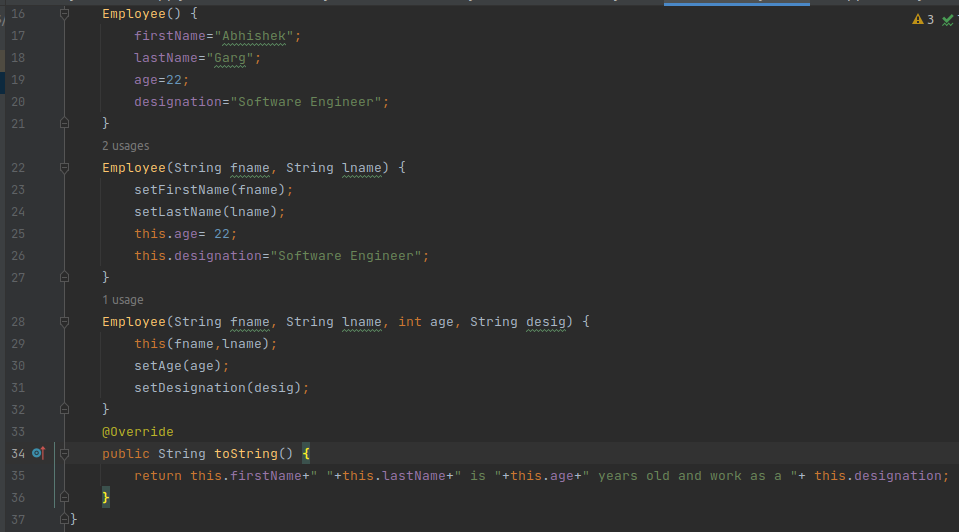 3
16 Employee() {
17 firstName="Abhishek";
18 lastName="Garg";
19 age=22;
20 designation="Software Engineer";
21 }
2 usages
22 Employee(String fname, String lname) {
23 setFirstName(fname);
24 setLastName(lname);
25 this.age= 22;
26 this.designation="Software Engineer";
27 }
1 usage
28 Employee(String fname, String lname, int age, String desig) {
29 this(fname,lname);
30 setAge(age);
31 setDesignation(desig);
32 }
33 @Override
34 public String toString() {
35 return this.firstName+" "+this.lastName+" is "+this.age+" years old and work as a "+ this.designation;
36 }
37 }